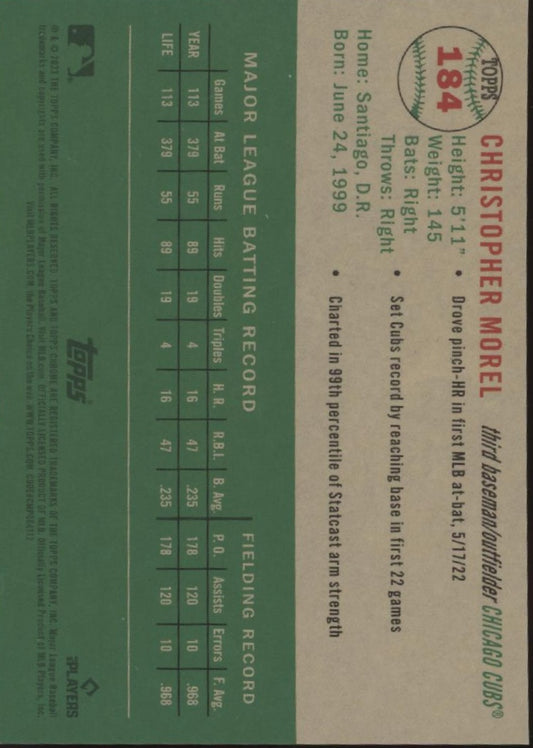 TOPPS
184
CHRISTOPHER MOREL third baseman/outfielder CHICAGO CUBS®
Height: 5'11"
Weight: 145
Bats: Right
Throws: Right
Home: Santiago, D.R.
Born: June 24, 1999
• Drove pinch-HR in first MLB at-bat, 5/17/22
• Set Cubs record by reaching base in first 22 games
• Charted in 99th percentile of Statcast arm strength
MAJOR LEAGUE BATTING RECORD FIELDING RECORD
Games At Bat Runs Hits Doubles Triples H.R. R.B.I. B. Avg. P.O. Assists Errors F. Avg.
YEAR 113 379 55 89 19 4 16 47 .235 178 120 10 .968
LIFE 113 379 55 89 19 4 16 47 .235 178 120 10 .968
topps
PLAYERS